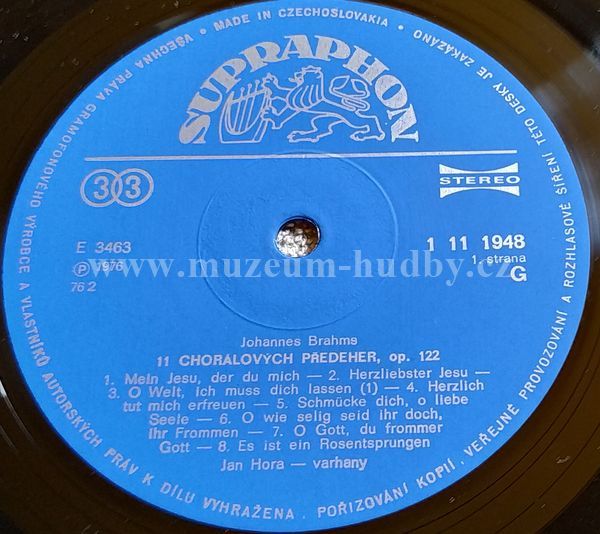 MADE IN CZECHOSLOVAKIA • VŠECHNA PRÁVA GRAMOFONOVÉHO VÝROBCE A VLASTNÍKŮ AUTORSKÝCH PRÁV K DÍLU VYHRAŽENA. POŘIZOVÁNÍ KOPIÍ, VEŘEJNÉ PROVOZOVÁNÍ A ROZHLASOVÉ ŠÍŘENÍ TÉTO DESKY JE ZAKÁZÁNO •
SUPRAPHON
33
STEREO
E 3463
1 11 1948
℗ 1976
1. strana
76 2
G
www.muzeum-hudby.cz
Johannes Brahms
11 CHORÁLOVÝCH PŘEDEHER, op. 122
1. Mein Jesu, der du mich — 2. Herzliebster Jesu —
3. O Welt, ich muss dich lassen (1) — 4. Herzlich
tut mich erfreuen — 5. Schmücke dich, o liebe
Seele — 6. O wie selig seid ihr doch,
Ihr Frommen — 7. O Gott, du frommer
Gott — 8. Es ist ein Rosentsprungen
Jan Hora — varhany